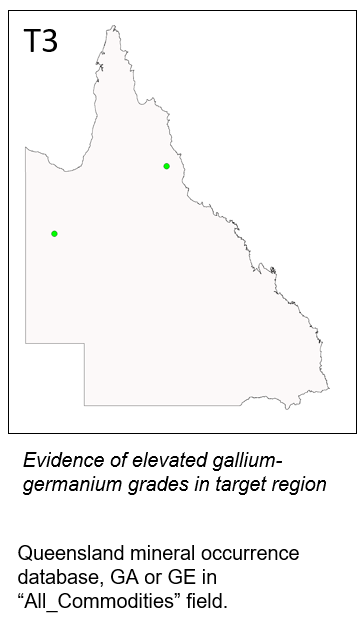 T3
Evidence of elevated gallium-
germanium grades in target region
Queensland mineral occurrence
database, GA or GE in
“All_Commodities” field.